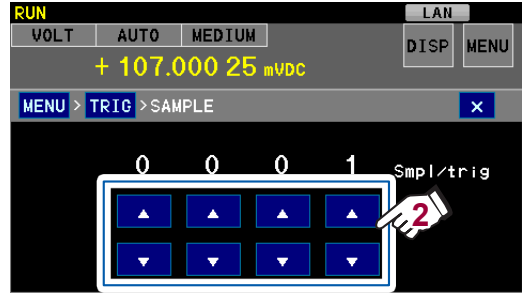 RUN
LAN
VOLT AUTO MEDIUM
DISP MENU
+ 107.000 25 mVDC
MENU > TRIG >SAMPLE ×
0 0 0 1 Smpl/trig
2